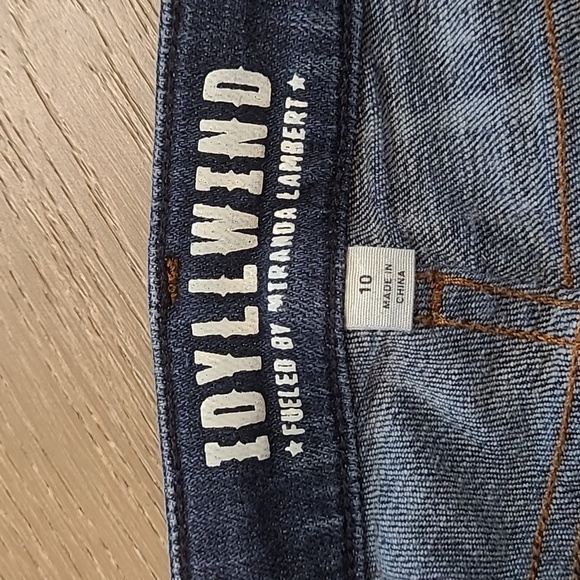 IDYLLWIND
★ FUELED BY MIRANDA LAMBERT ★
10
MADE IN
CHINA